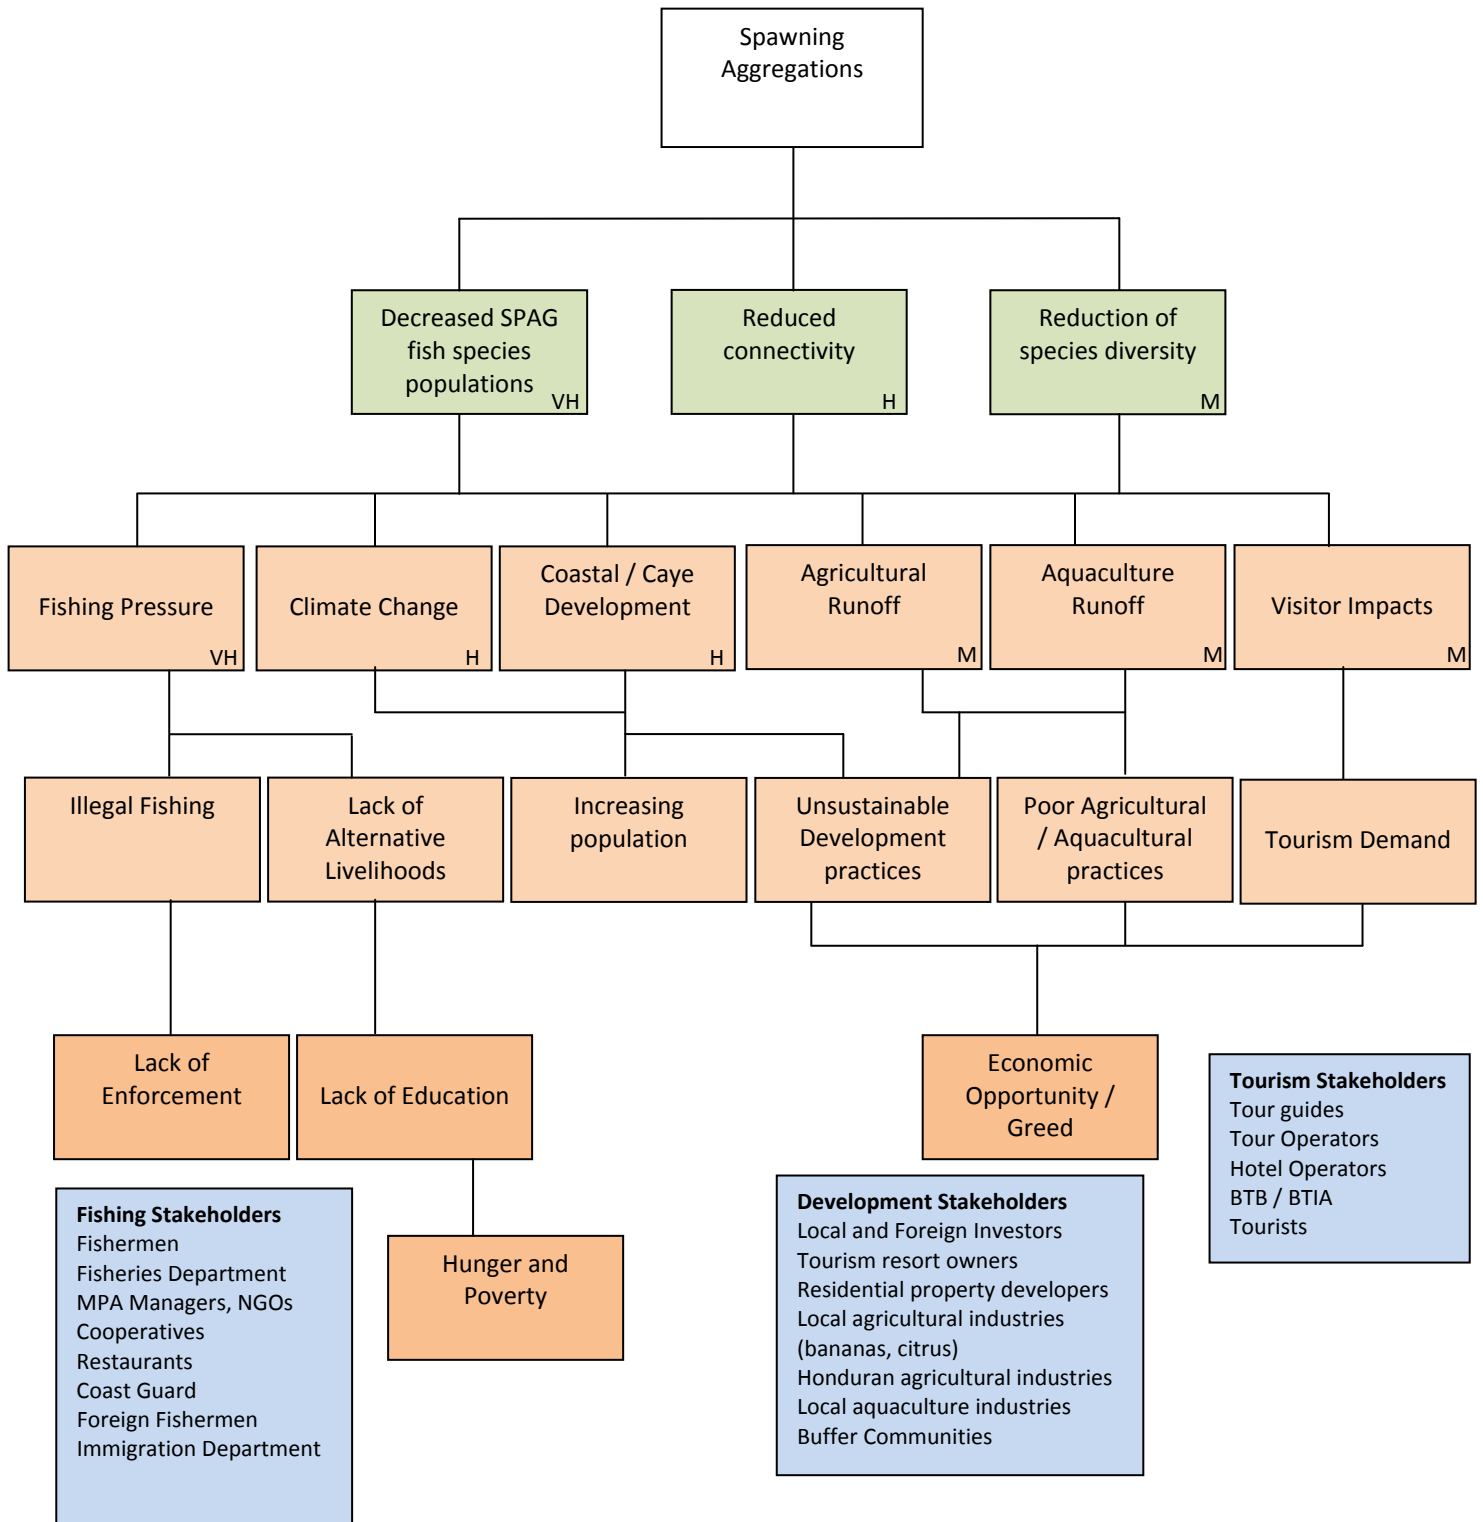 Spawning
Aggregations
Decreased SPAG
fish species
populations
VH
Reduced
connectivity
H
Reduction of
species diversity
M
Fishing Pressure
VH
Climate Change
H
Coastal / Caye
Development
H
Agricultural
Runoff
M
Aquaculture
Runoff
M
Visitor Impacts
M
Illegal Fishing
Lack of
Alternative
Livelihoods
Increasing
population
Unsustainable
Development
practices
Poor Agricultural
/ Aquacultural
practices
Tourism Demand
Lack of
Enforcement
Lack of Education
Economic
Opportunity /
Greed
Tourism Stakeholders
Tour guides
Tour Operators
Hotel Operators
BTB / BTIA
Tourists
Fishing Stakeholders
Fishermen
Fisheries Department
MPA Managers, NGOs
Cooperatives
Restaurants
Coast Guard
Foreign Fishermen
Immigration Department
Hunger and
Poverty
Development Stakeholders
Local and Foreign Investors
Tourism resort owners
Residential property developers
Local agricultural industries
(bananas, citrus)
Honduran agricultural industries
Local aquaculture industries
Buffer Communities